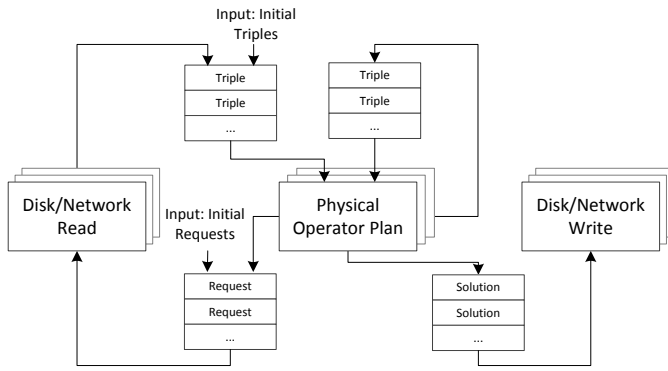 Input: Initial
Triples
Triple
Triple
...
Triple
Triple
...
Disk/Network
Read
Input: Initial
Requests
Physical
Operator Plan
Disk/Network
Write
Request
Request
...
Solution
Solution
...